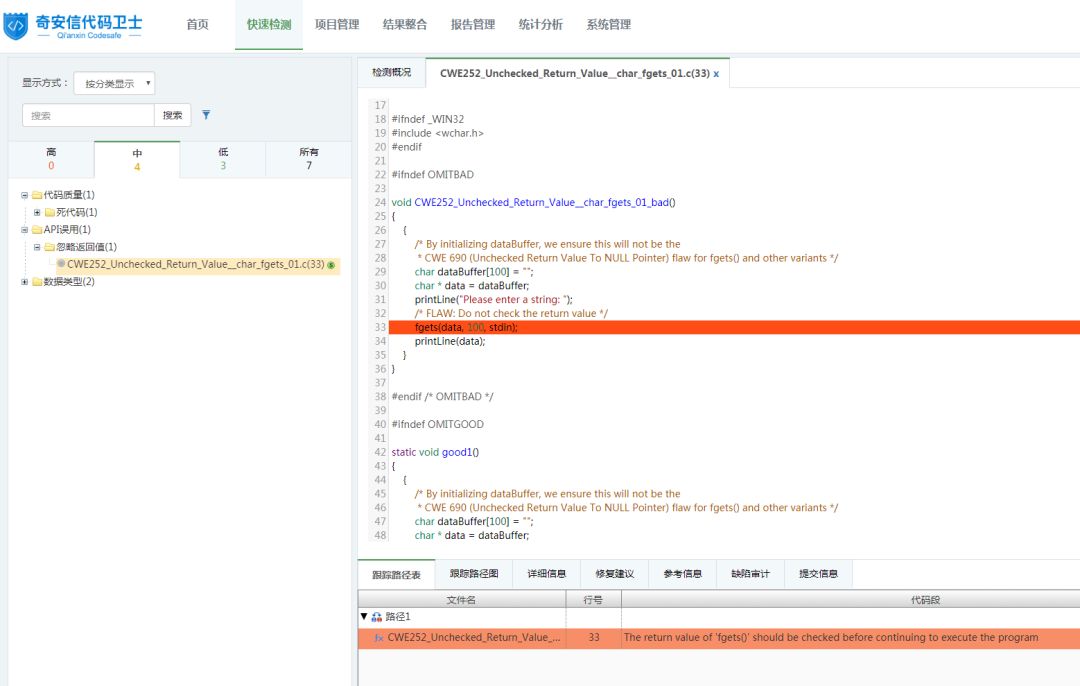 奇安信代码卫士
Qi'anxin Codesafe
首页
快速检测
项目管理
结果整合
报告管理
统计分析
系统管理
显示方式：
按分类显示
搜索
搜索
高
0
中
4
低
3
所有
7
代码质量(1)
死代码(1)
API误用(1)
忽略返回值(1)
CWE252_Unchecked_Return_Value__char_fgets_01.c(33)
数据类型(2)
检测概况
CWE252_Unchecked_Return_Value__char_fgets_01.c(33) x
17
18 #ifndef _WIN32
19 #include <wchar.h>
20 #endif
21
22 #ifndef OMITBAD
23
24 void CWE252_Unchecked_Return_Value__char_fgets_01_bad()
25 {
26 {
27 /* By initializing dataBuffer, we ensure this will not be the
28 * CWE 690 (Unchecked Return Value To NULL Pointer) flaw for fgets() and other variants */
29 char dataBuffer[100] = "";
30 char * data = dataBuffer;
31 printLine("Please enter a string: ");
32 /* FLAW: Do not check the return value */
33 fgets(data, 100, stdin);
34 printLine(data);
35 }
36 }
37
38 #endif /* OMITBAD */
39
40 #ifndef OMITGOOD
41
42 static void good1()
43 {
44 {
45 /* By initializing dataBuffer, we ensure this will not be the
46 * CWE 690 (Unchecked Return Value To NULL Pointer) flaw for fgets() and other variants */
47 char dataBuffer[100] = "";
48 char * data = dataBuffer;
跟踪路径表
跟踪路径图
详细信息
修复建议
参考信息
缺陷审计
提交信息
文件名
行号
代码段
路径1
fx CWE252_Unchecked_Return_Value_...
33
The return value of 'fgets()' should be checked before continuing to execute the program